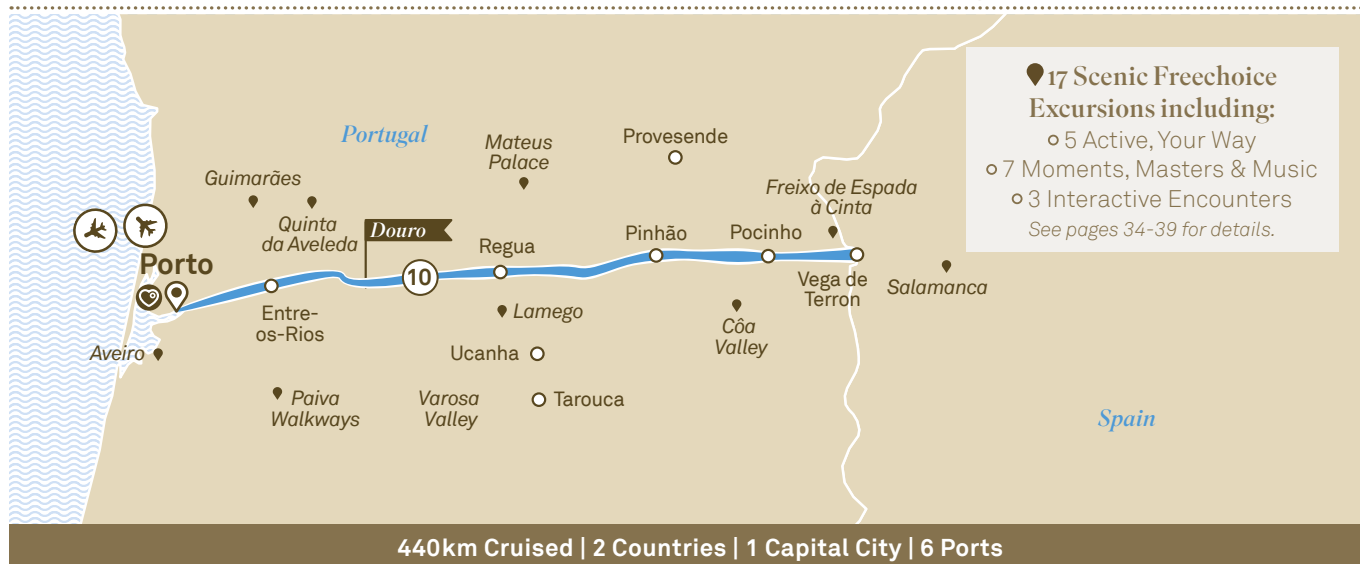 17 Scenic Freechoice
Excursions including:
5 Active, Your Way
7 Moments, Masters & Music
3 Interactive Encounters
See pages 34-39 for details.
Portugal
Mateus
Palace
Provesende
Guimarães
Quinta
da Aveleda
Freixo de Espada
à Cinta
Douro
Regua
Pinhão
Pocinho
Porto
10
Vega de
Terron
Salamanca
Entre-
os-Rios
Lamego
Côa
Valley
Aveiro
Ucanha
Paiva
Walkways
Varosa
Valley
Tarouca
Spain
440km Cruised | 2 Countries | 1 Capital City | 6 Ports